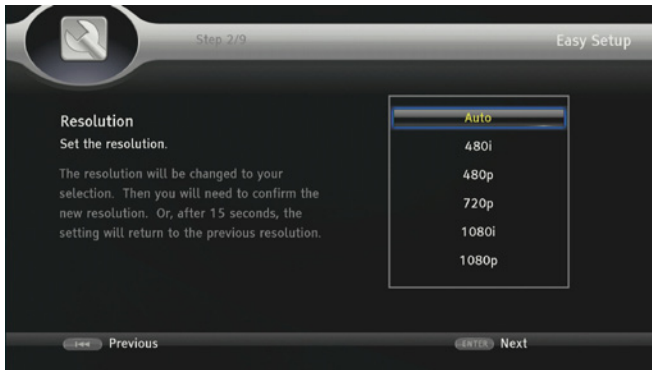 Step 2/9
Easy Setup
Resolution
Set the resolution.
The resolution will be changed to your
selection. Then you will need to confirm the
new resolution. Or, after 15 seconds, the
setting will return to the previous resolution.
Auto
480i
480p
720p
1080i
1080p
Previous
ENTER Next